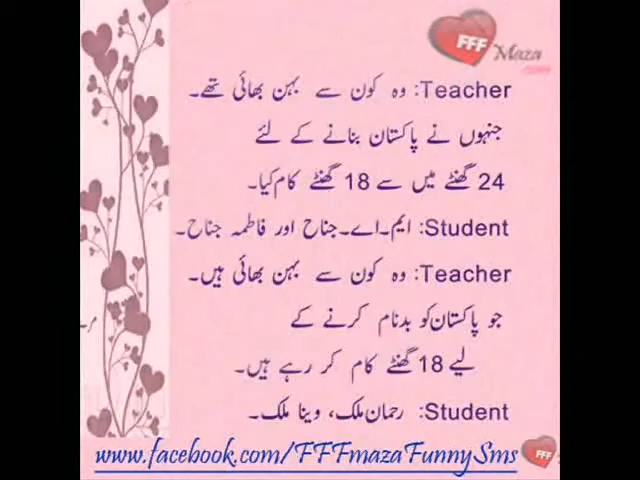 FFF Maza
.com
Teacher: وہ کون سے بہن بھائی تھے۔
جنہوں نے پاکستان بنانے کے لئے
24 گھنٹے میں سے 18 گھنٹے کام کیا۔
Student: ایم۔اے۔جناح اور فاطمہ جناح۔
Teacher: وہ کون سے بہن بھائی ہیں۔
جو پاکستان کو بدنام کرنے کے
لیے 18 گھنٹے کام کر رہے ہیں۔
Student: رحمان ملک، وینا ملک۔
www.facebook.com/FFFmazaFunnySms